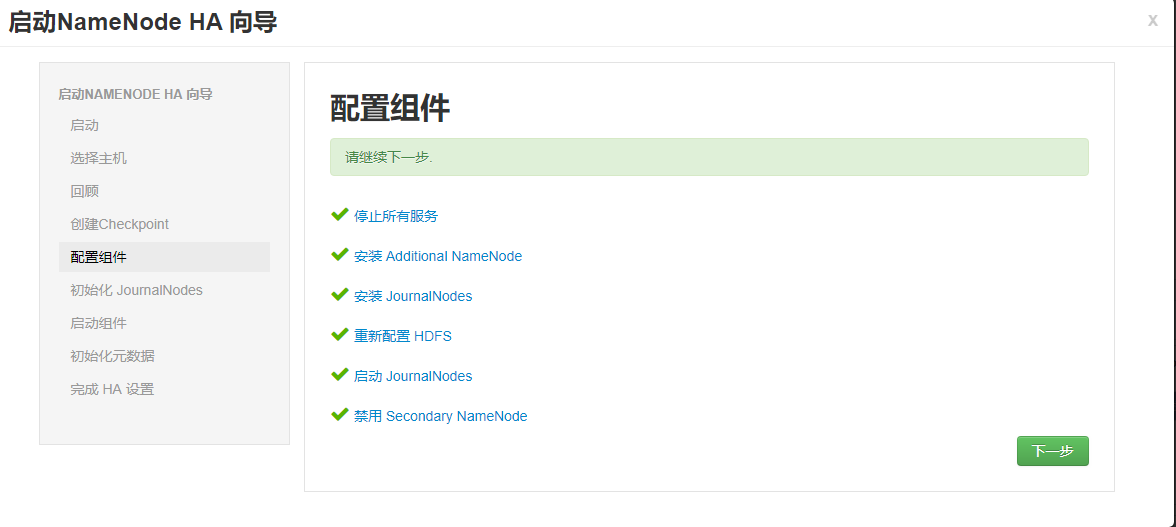 启动NameNode HA 向导
x
启动NAMENODE HA 向导
启动
选择主机
回顾
创建Checkpoint
配置组件
初始化 JournalNodes
启动组件
初始化元数据
完成 HA 设置
配置组件
请继续下一步.
停止所有服务
安装 Additional NameNode
安装 JournalNodes
重新配置 HDFS
启动 JournalNodes
禁用 Secondary NameNode
下一步